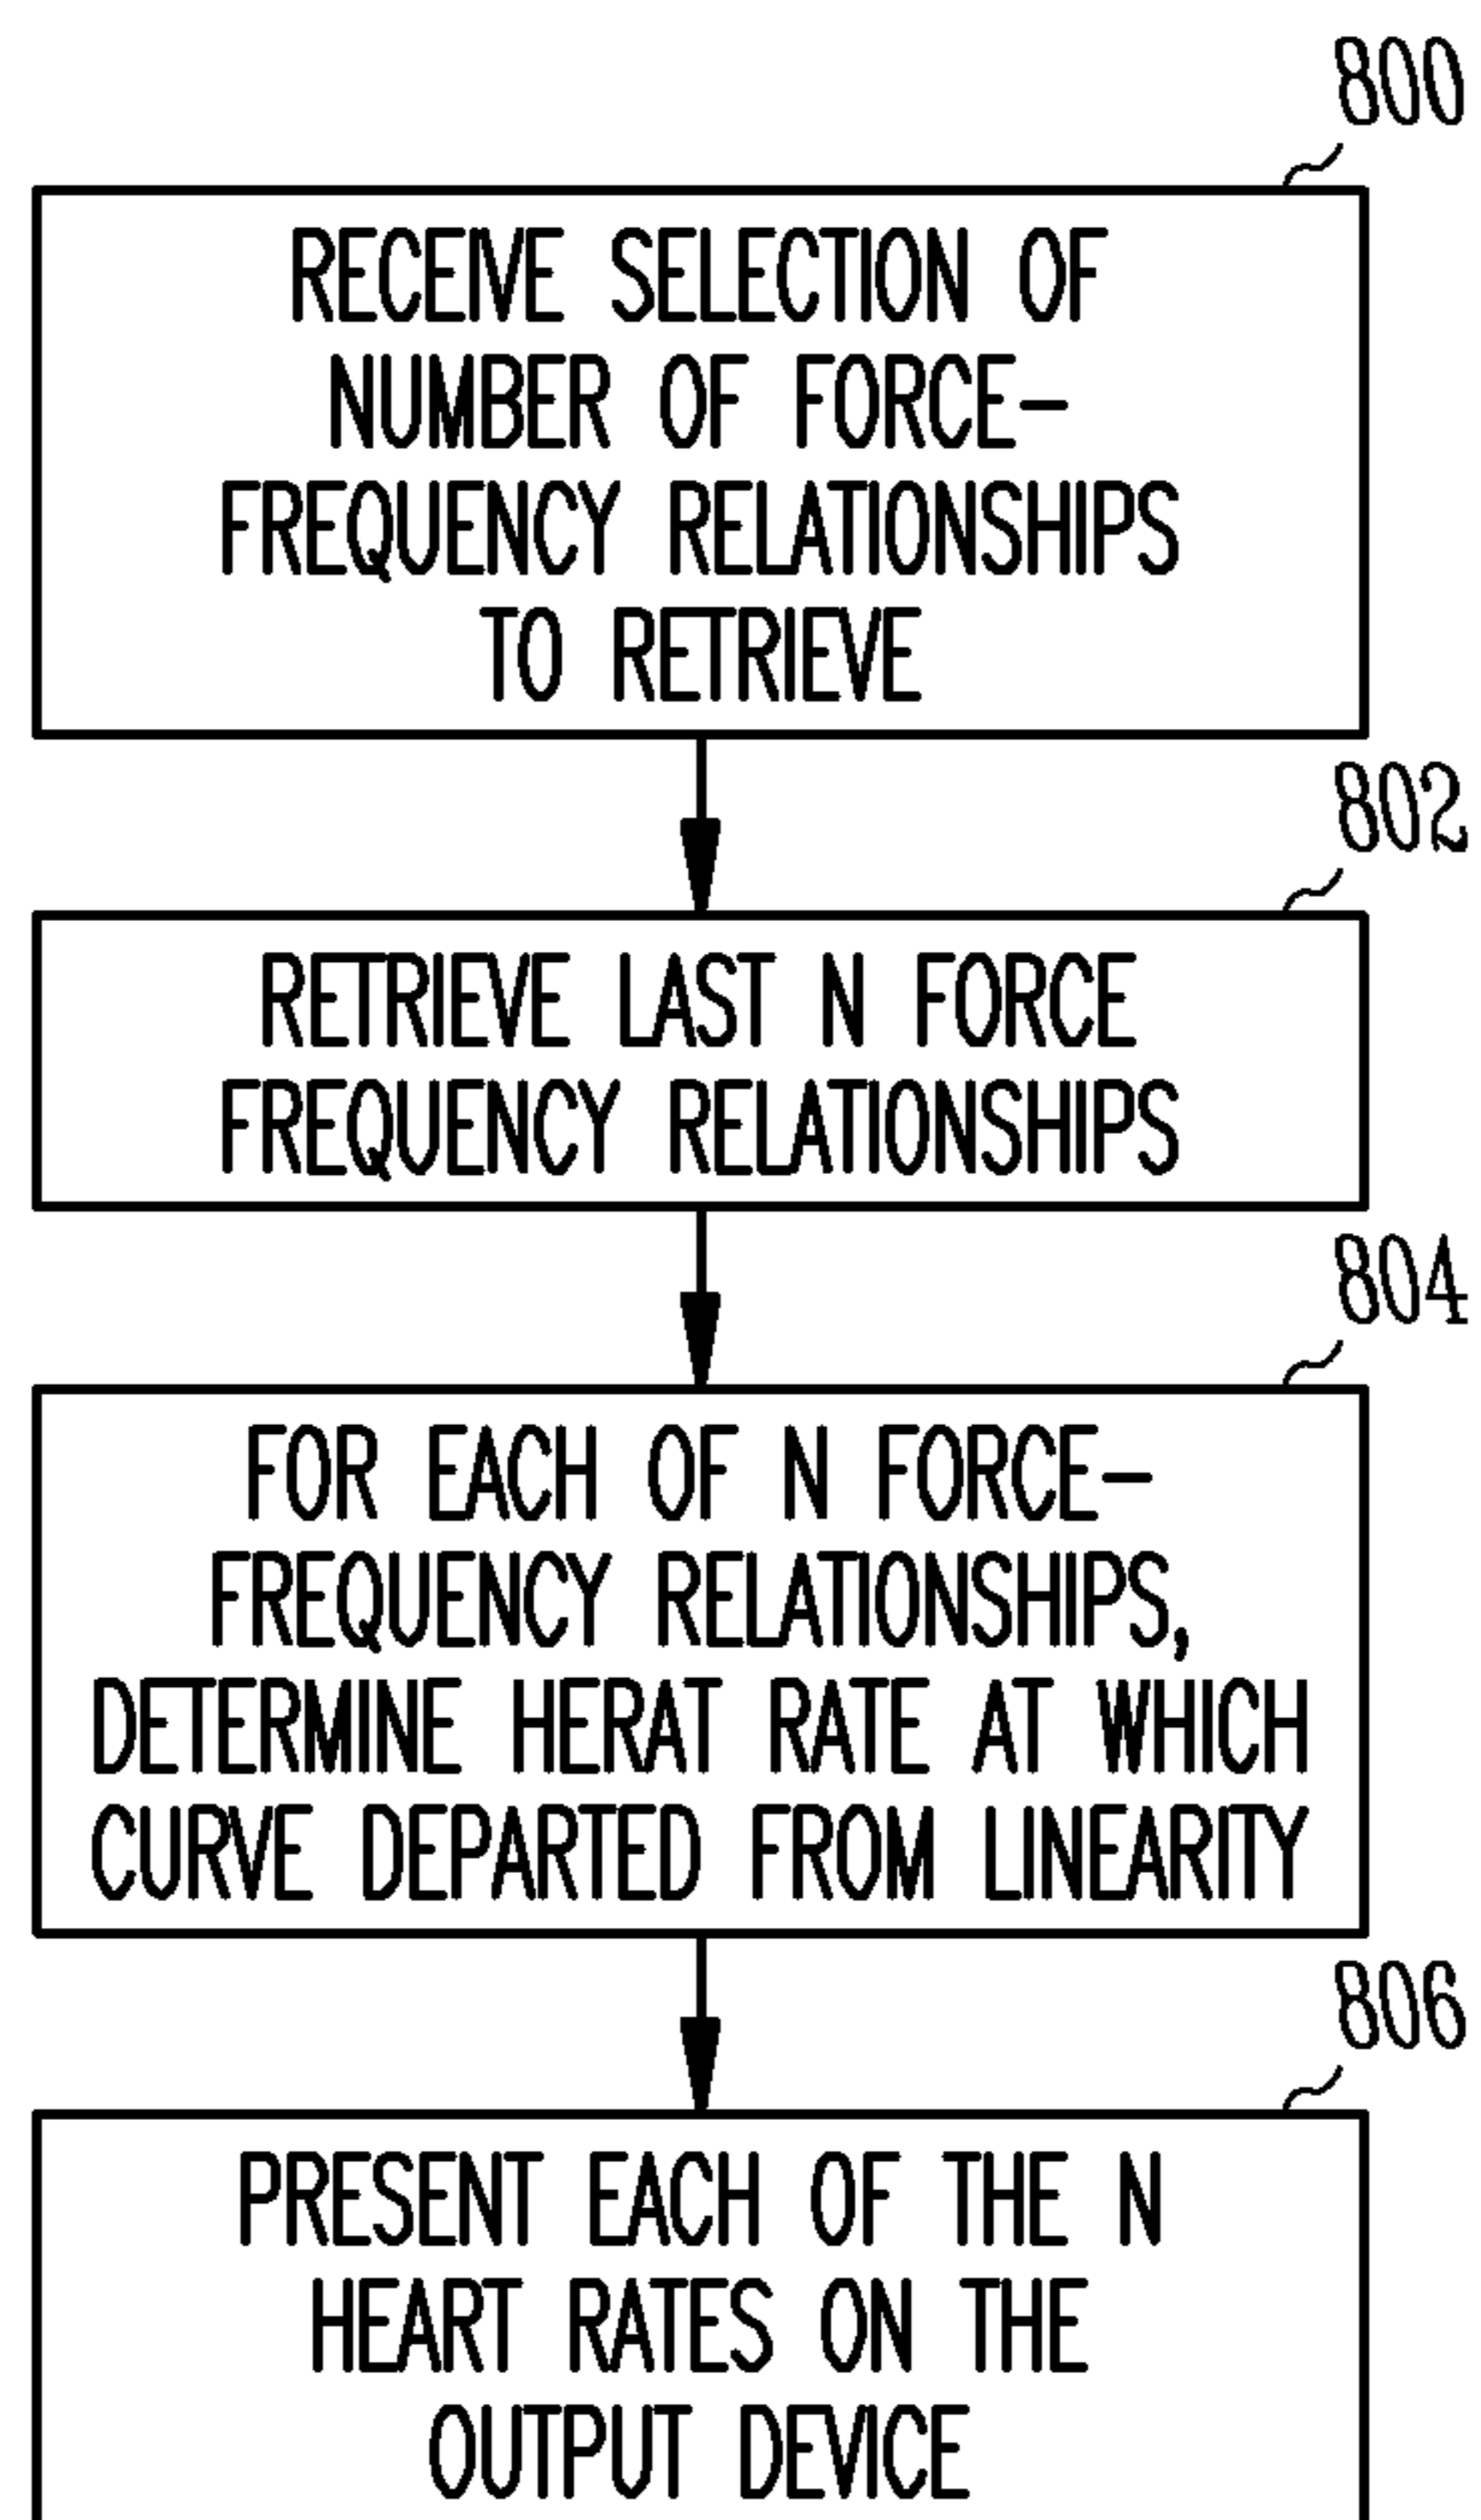 800
RECEIVE SELECTION OF
NUMBER OF FORCE-
FREQUENCY RELATIONSHIPS
TO RETRIEVE
802
RETRIEVE LAST N FORCE
FREQUENCY RELATIONSHIPS
804
FOR EACH OF N FORCE-
FREQUENCY RELATIONSHIPS,
DETERMINE HERAT RATE AT WHICH
CURVE DEPARTED FROM LINEARITY
806
PRESENT EACH OF THE N
HEART RATES ON THE
OUTPUT DEVICE